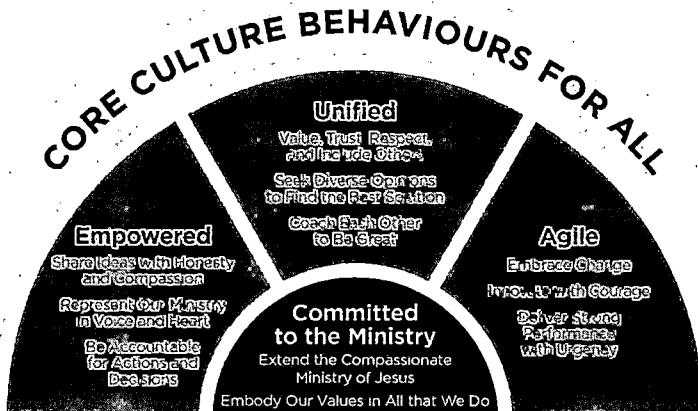 CORE CULTURE BEHAVIOURS FOR ALL
Empowered
Share Ideas with Honesty
and Compassion
Represent Our Ministry
in Voice and Heart
Be Accountable
for Actions and
Decisions
Unified
Value, Trust, Respect,
and Include Others
Seek Diverse Opinions
to Find the Best Solution
Coach Each Other
to Be Great
Agile
Embrace Change
Innovate with Courage
Deliver Strong
Performance
with Urgency
Committed
to the Ministry
Extend the Compassionate
Ministry of Jesus
Embody Our Values in All that We Do